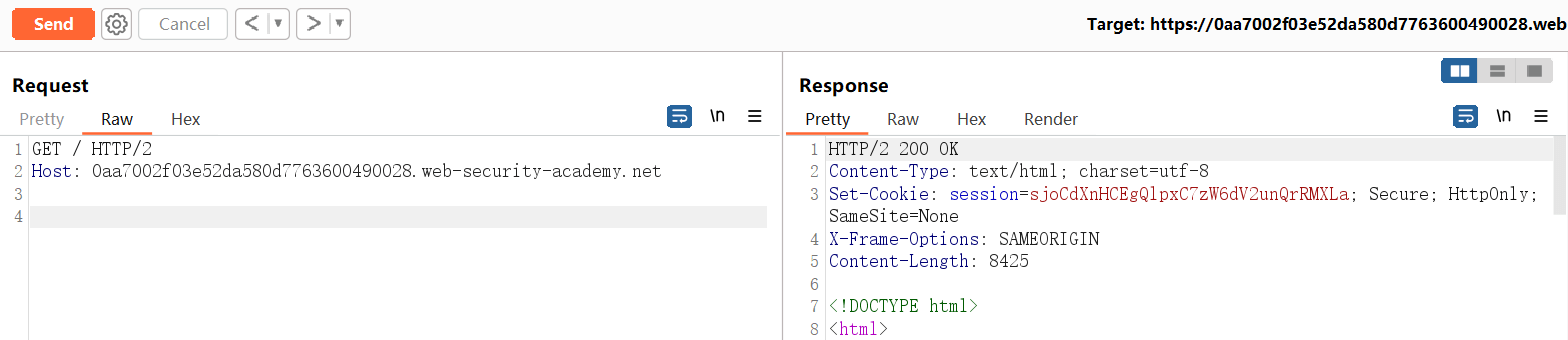 Send Cancel < > Target: https://0aa7002f03e52da580d7763600490028.web
Request
Pretty Raw Hex \n
1 GET / HTTP/2
2 Host: 0aa7002f03e52da580d7763600490028.web-security-academy.net
3
4
Response
Pretty Raw Hex Render \n
1 HTTP/2 200 OK
2 Content-Type: text/html; charset=utf-8
3 Set-Cookie: session=sjoCdXnHCEgQlpxC7zW6dV2unQrRMXLa; Secure; HttpOnly;
SameSite=None
4 X-Frame-Options: SAMEORIGIN
5 Content-Length: 8425
6
7 <!DOCTYPE html>
8 <html>